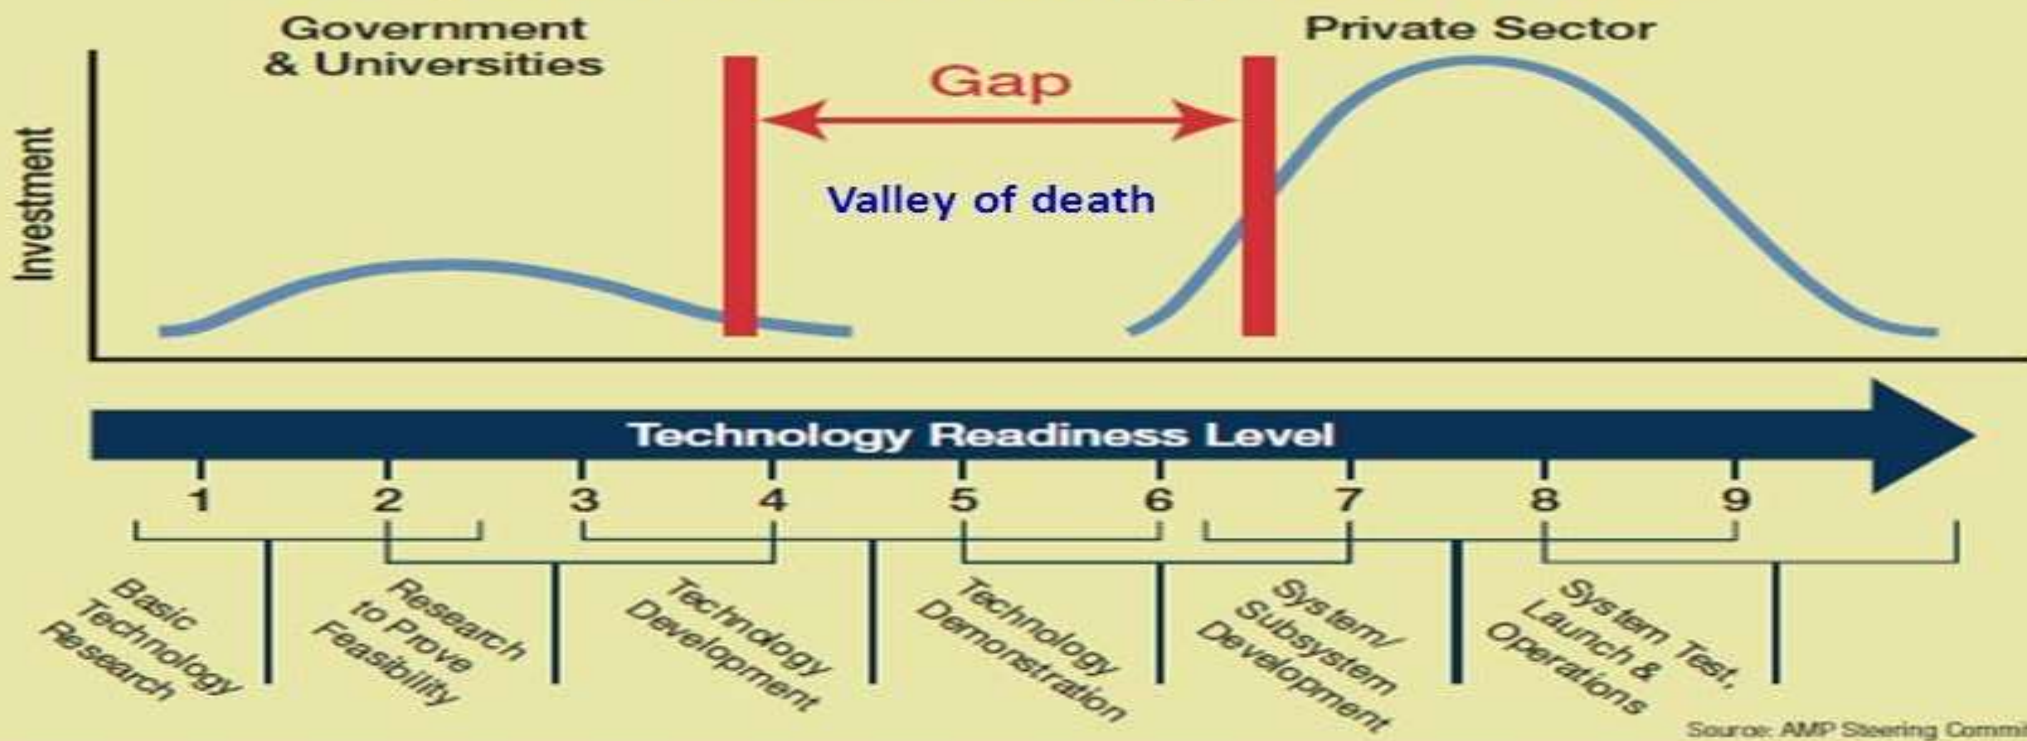 Government
& Universities
Private Sector
Gap
Valley of death
Investment
Technology Readiness Level
1 2 3 4 5 6 7 8 9
Basic
Technology
Research
Research
to Prove
Feasibility
Technology
Development
Technology
Demonstration
System/
Subsystem
Development
System Test,
Launch &
Operations
Source: AMP Steering Commit